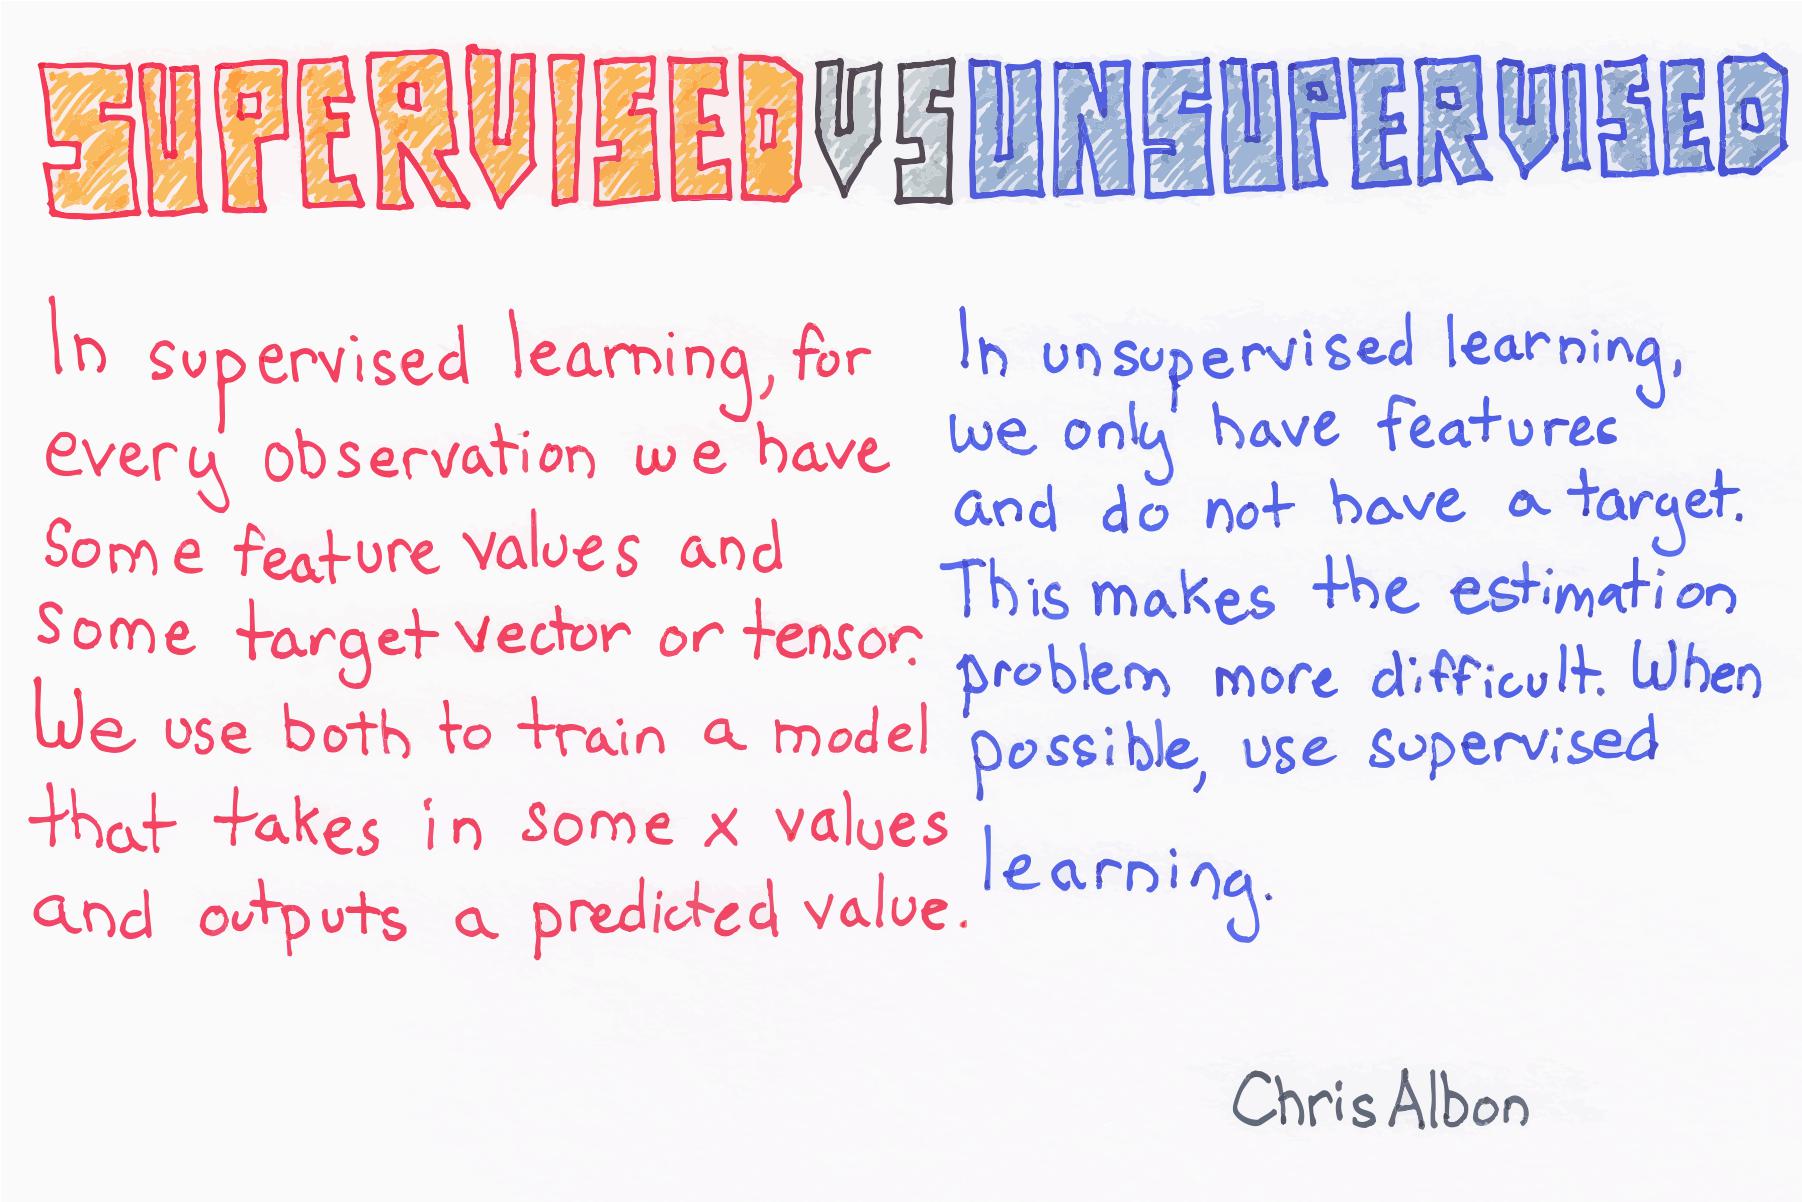 SUPERVISED VS UNSUPERVISED
In supervised learning, for
every observation we have
some feature values and
some target vector or tensor.
We use both to train a model
that takes in some x values
and outputs a predicted value.
In unsupervised learning,
we only have features
and do not have a target.
This makes the estimation
problem more difficult. When
possible, use supervised
learning.
Chris Albon